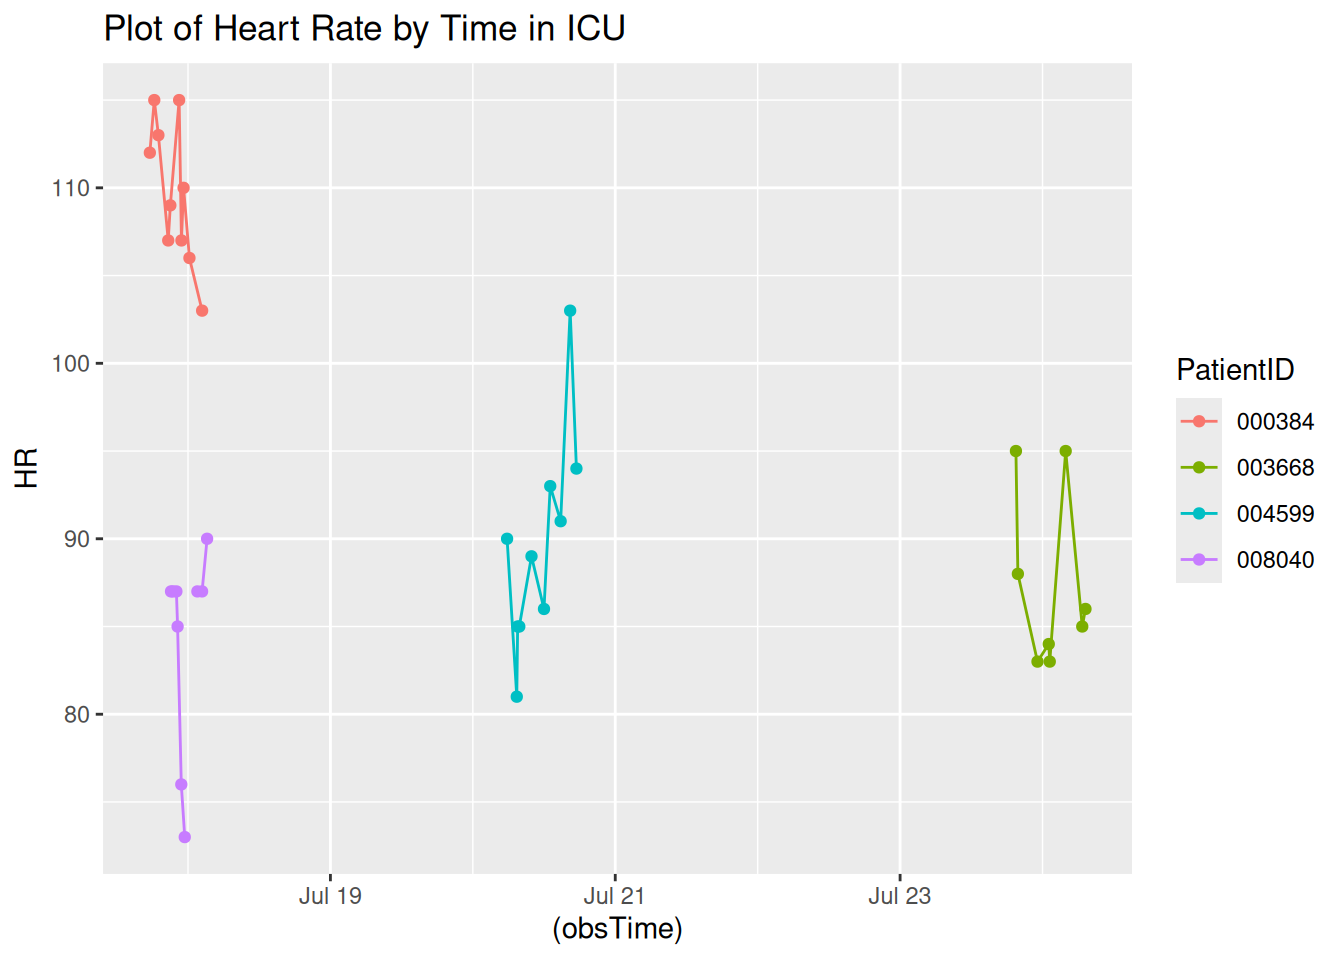 Plot of Heart Rate by Time in ICU
HR
110
100
90
80
Jul 19
Jul 21
Jul 23
(obsTime)
PatientID
000384
003668
004599
008040